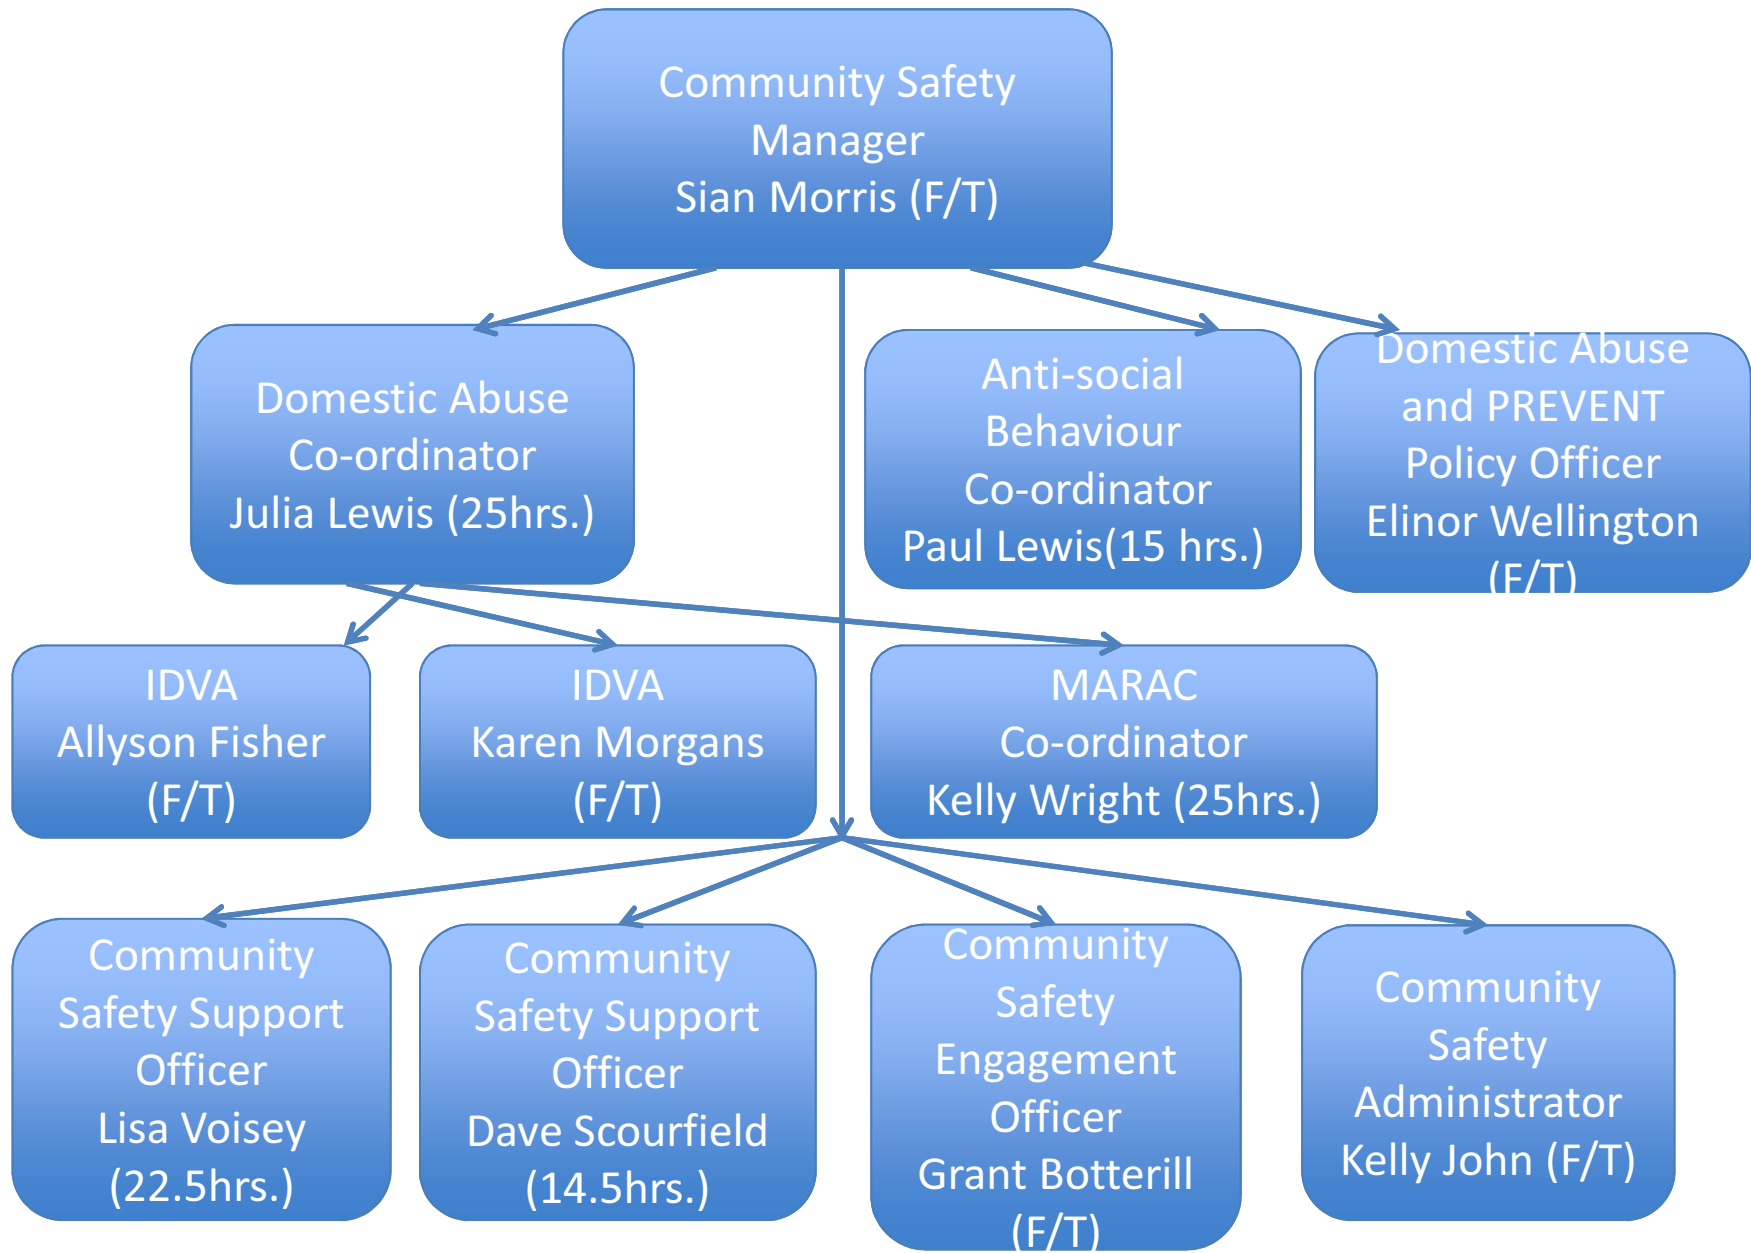 Community Safety
Manager
Sian Morris (F/T)
Domestic Abuse
Co-ordinator
Julia Lewis (25hrs.)
Anti-social
Behaviour
Co-ordinator
Paul Lewis(15 hrs.)
Domestic Abuse
and PREVENT
Policy Officer
Elinor Wellington
(F/T)
IDVA
Allyson Fisher
(F/T)
IDVA
Karen Morgans
(F/T)
MARAC
Co-ordinator
Kelly Wright (25hrs.)
Community
Safety Support
Officer
Lisa Voisey
(22.5hrs.)
Community
Safety Support
Officer
Dave Scourfield
(14.5hrs.)
Community
Safety
Engagement
Officer
Grant Botterill
(F/T)
Community
Safety
Administrator
Kelly John (F/T)